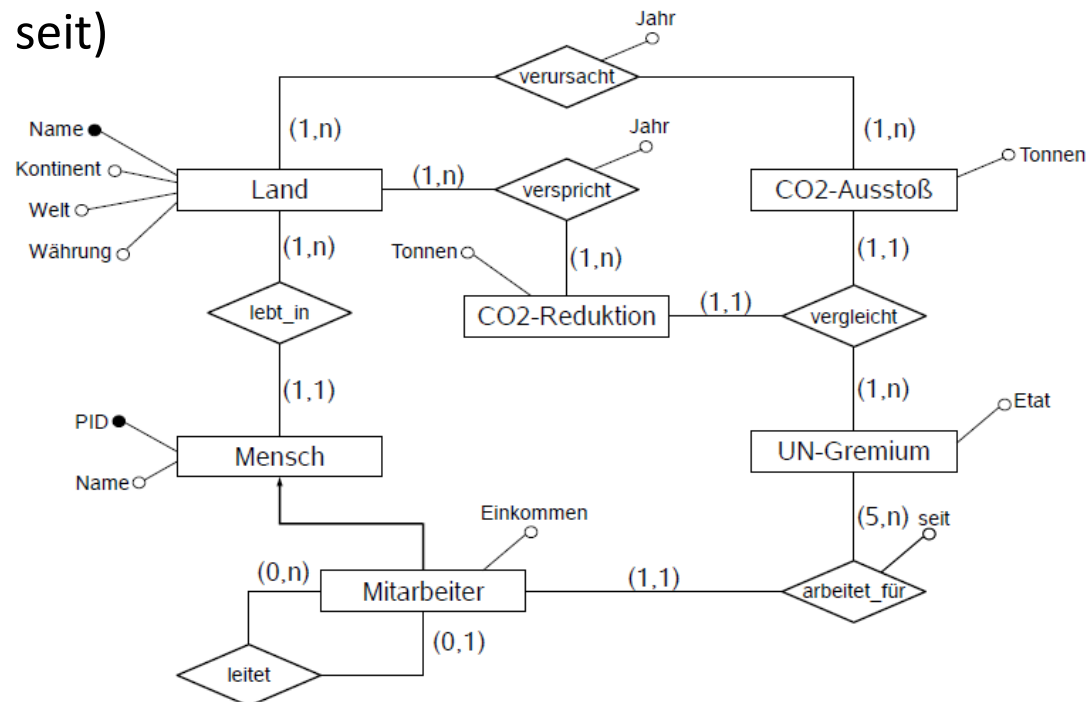 seit)
Jahr
verursacht
Name
(1,n)
Jahr
(1,n)
Kontinent
Land
(1,n)
verspricht
CO2-Ausstoß
Tonnen
Welt
Währung
(1,n)
Tonnen
(1,n)
(1,1)
lebt_in
CO2-Reduktion
(1,1)
vergleicht
(1,1)
(1,n)
Etat
PID
Mensch
UN-Gremium
Name
Einkommen
(5,n)
seit
(0,n)
Mitarbeiter
(1,1)
arbeitet_für
(0,1)
leitet